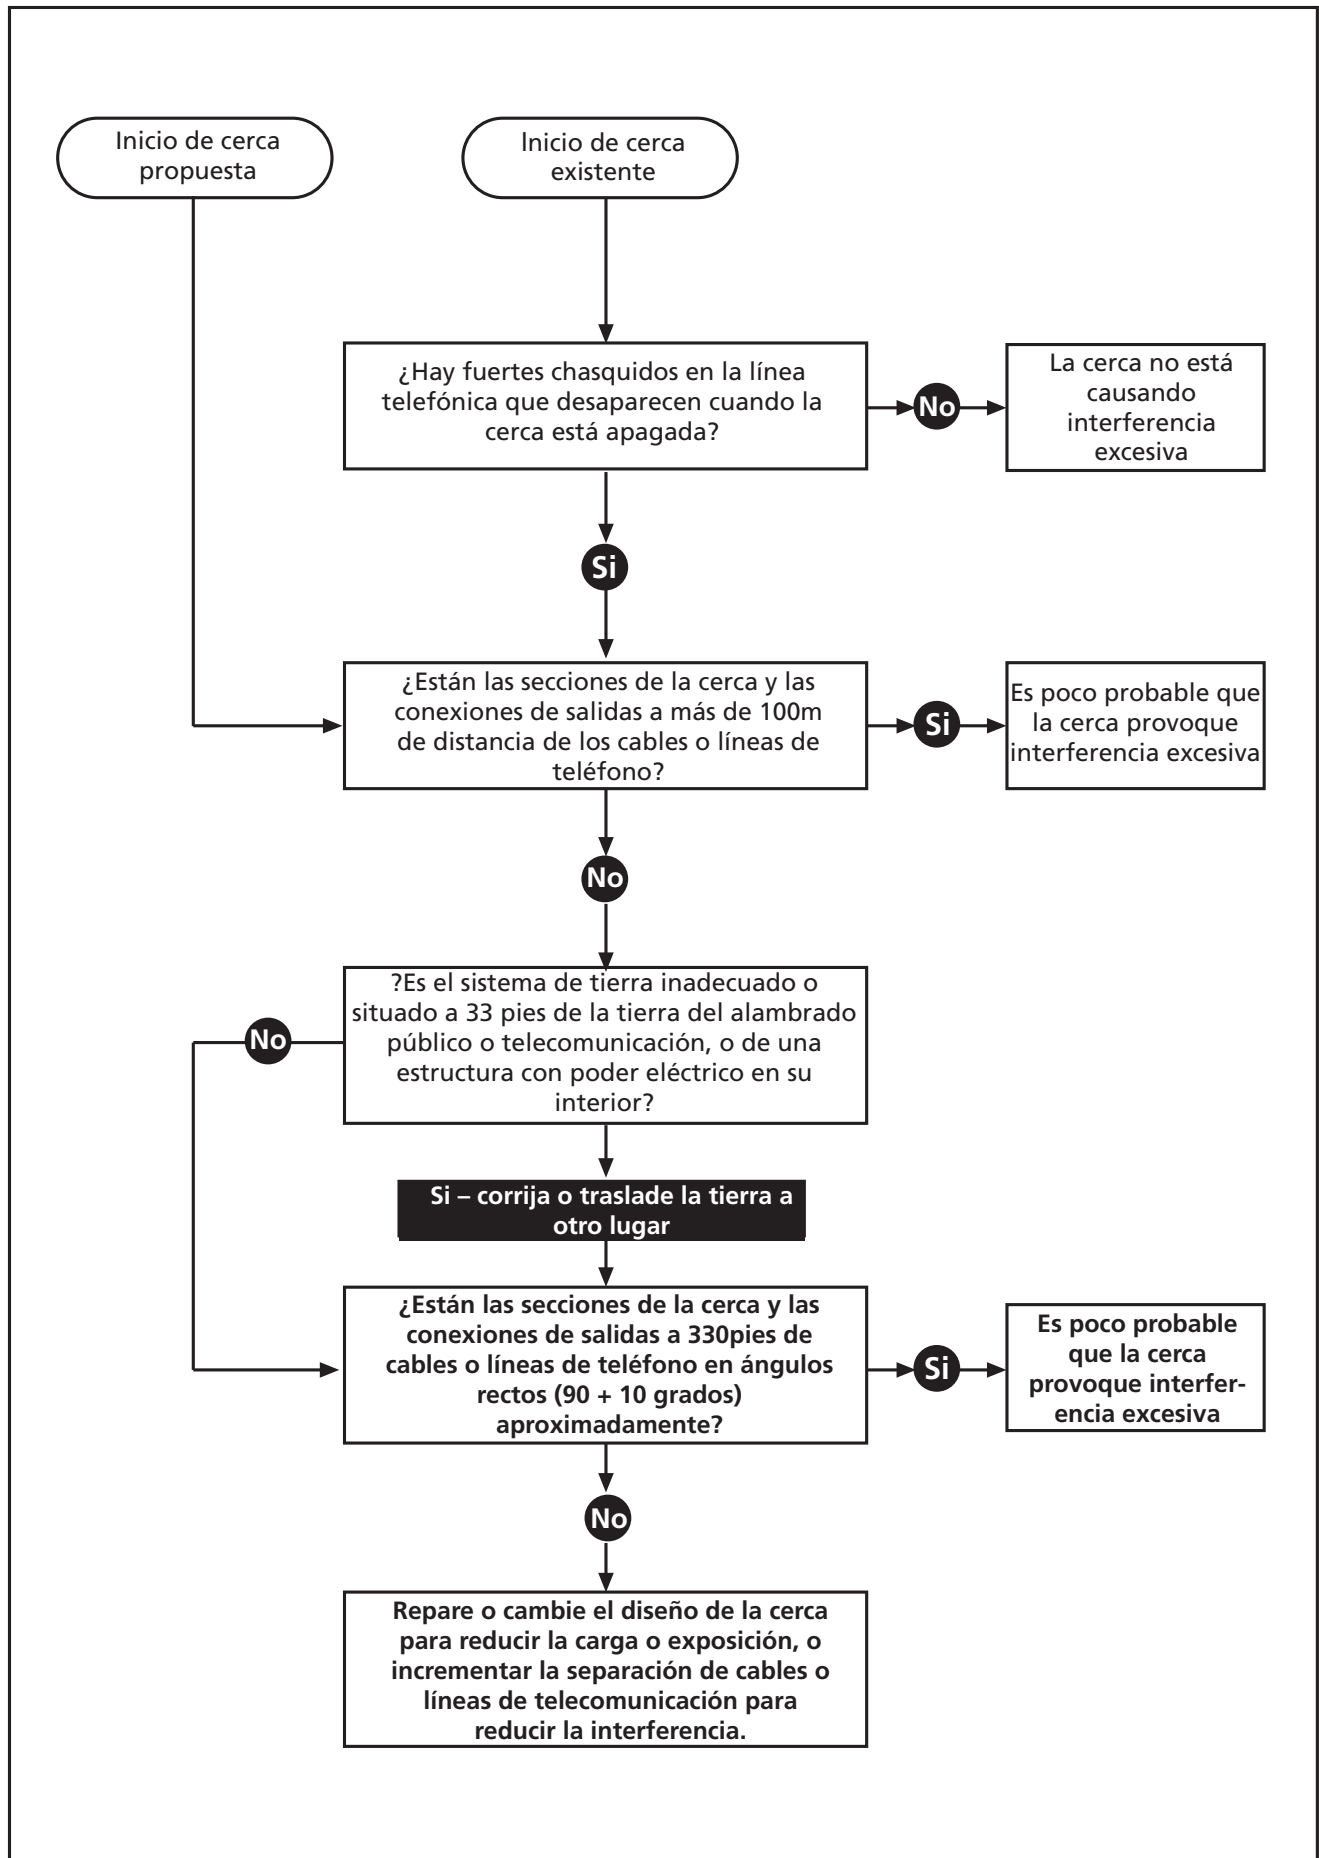 Inicio de cerca
propuesta
Inicio de cerca
existente
¿Hay fuertes chasquidos en la línea
telefónica que desaparecen cuando la
cerca está apagada?
No
La cerca no está
causando
interferencia
excesiva
Si
¿Están las secciones de la cerca y las
conexiones de salidas a más de 100m
de distancia de los cables o líneas de
teléfono?
Si
Es poco probable que
la cerca provoque
interferencia excesiva
No
?Es el sistema de tierra inadecuado o
situado a 33 pies de la tierra del alambrado
público o telecomunicación, o de una
estructura con poder eléctrico en su
interior?
No
Si – corrija o traslade la tierra a
otro lugar
¿Están las secciones de la cerca y las
conexiones de salidas a 330pies de
cables o líneas de teléfono en ángulos
rectos (90 + 10 grados)
aproximadamente?
Si
Es poco probable
que la cerca
provoque interfer-
encia excesiva
No
Repare o cambie el diseño de la cerca
para reducir la carga o exposición, o
incrementar la separación de cables o
líneas de telecomunicación para
reducir la interferencia.